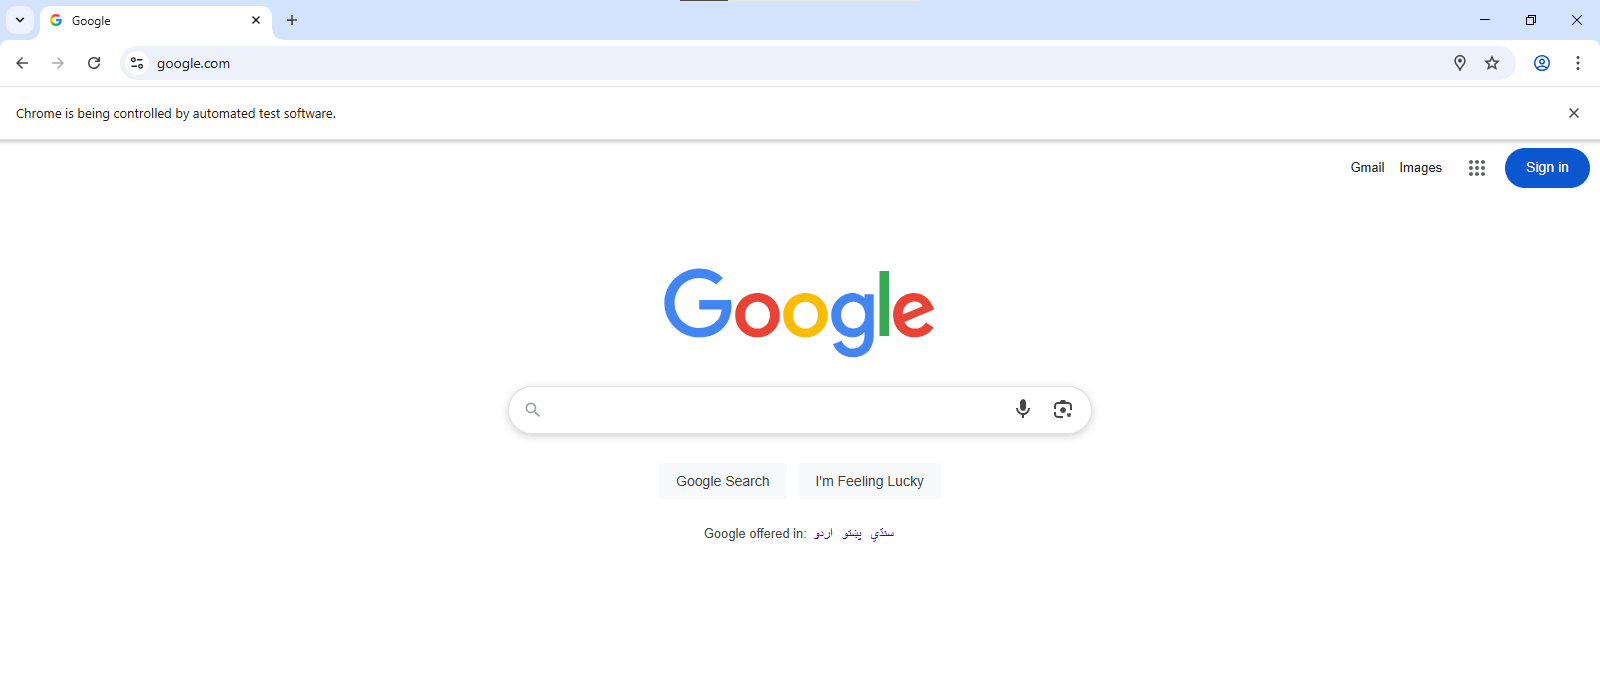 Google
google.com
Chrome is being controlled by automated test software.
Gmail Images Sign in
Google
Google Search I'm Feeling Lucky
Google offered in: اردو پښتو سنڌي